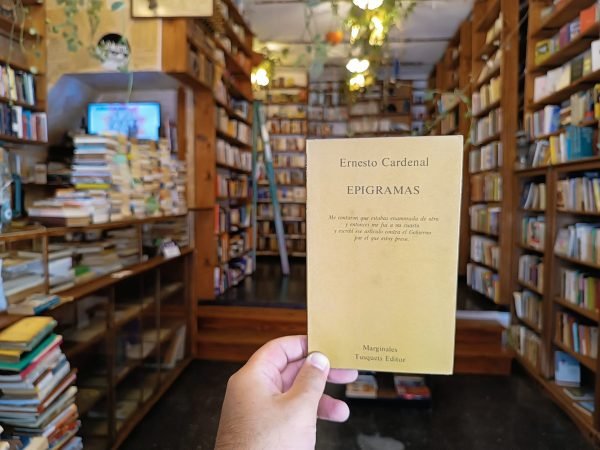 Ernesto Cardenal
EPIGRAMAS
Me contaron que estabas enamorada de otro
y entonces me fui a mi cuarto
y escribí ese artículo contra el Gobierno
por el que estoy preso.
Marginales
Tusquets Editor